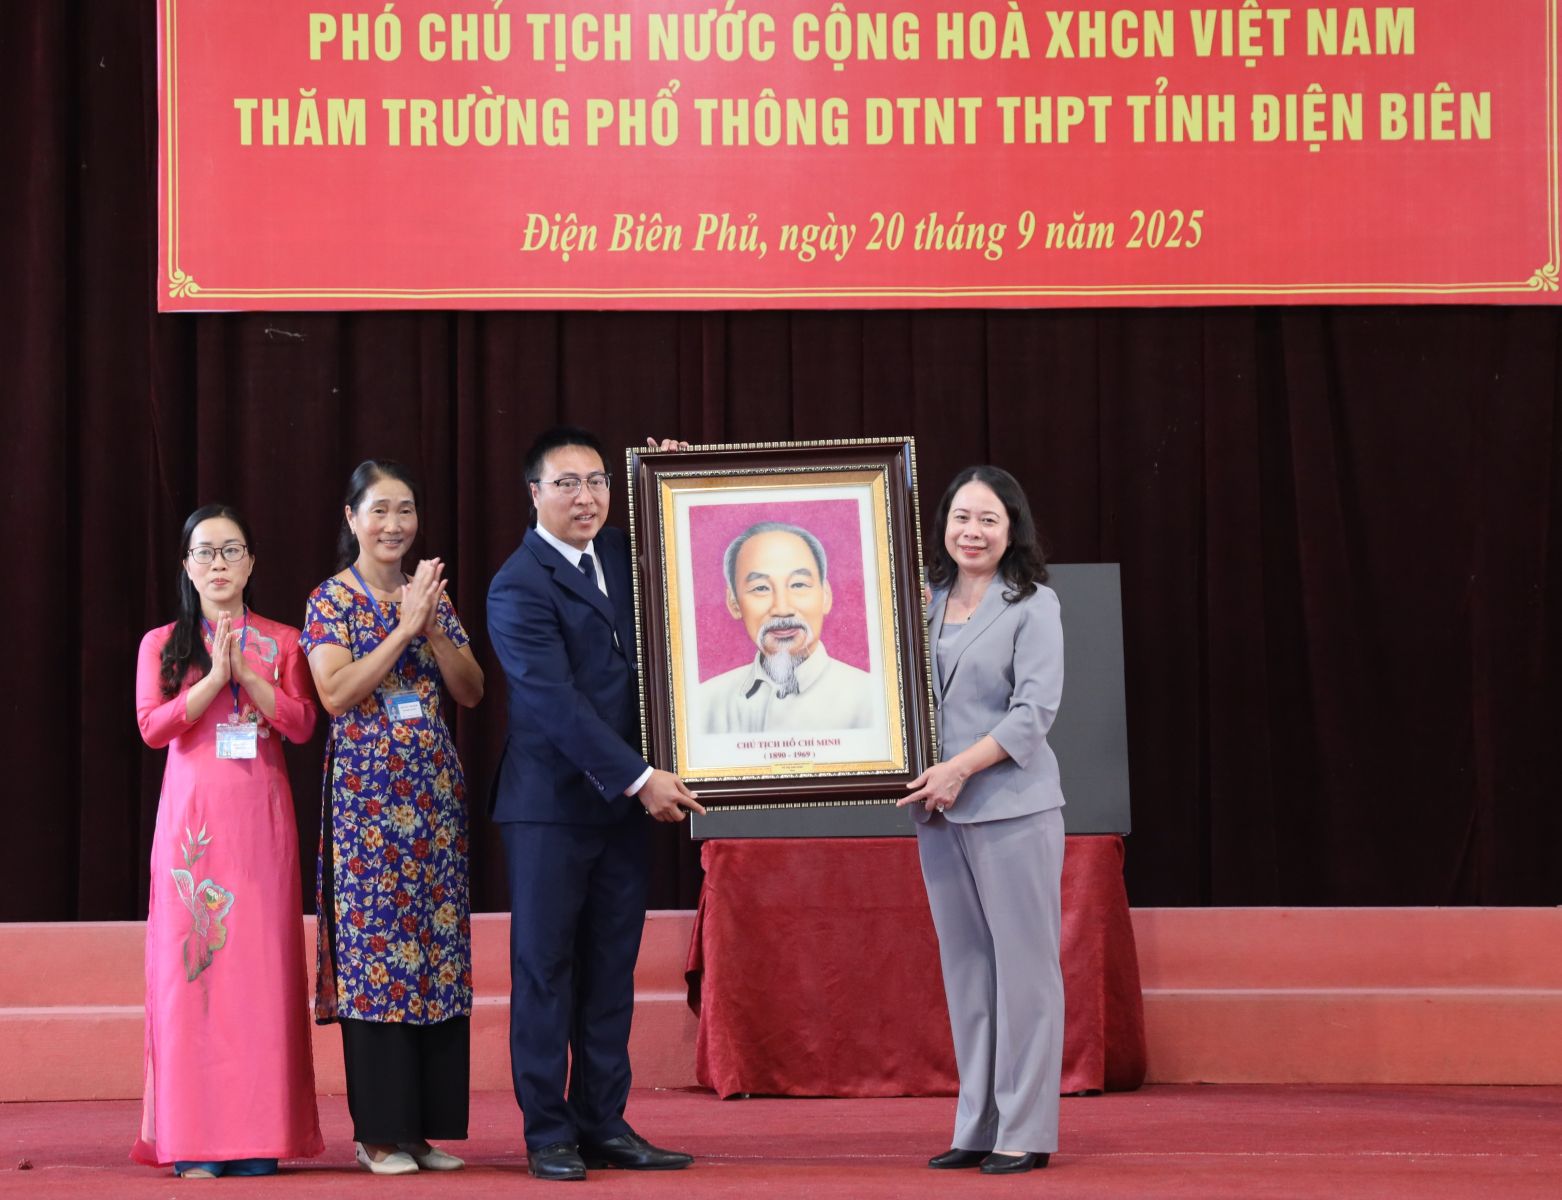 PHÓ CHỦ TỊCH NƯỚC CỘNG HOÀ XHCN VIỆT NAM
THĂM TRƯỜNG PHỔ THÔNG DTNT THPT TỈNH ĐIỆN BIÊN
Điện Biên Phủ, ngày 20 tháng 9 năm 2025
CHỦ TỊCH HỒ CHÍ MINH
( 1890 - 1969 )